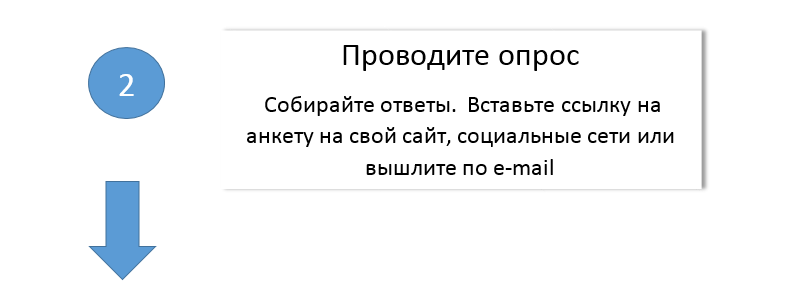 2
Проводите опрос
Собирайте ответы.  Вставьте ссылку на
анкету на свой сайт, социальные сети или
вышлите по e-mail